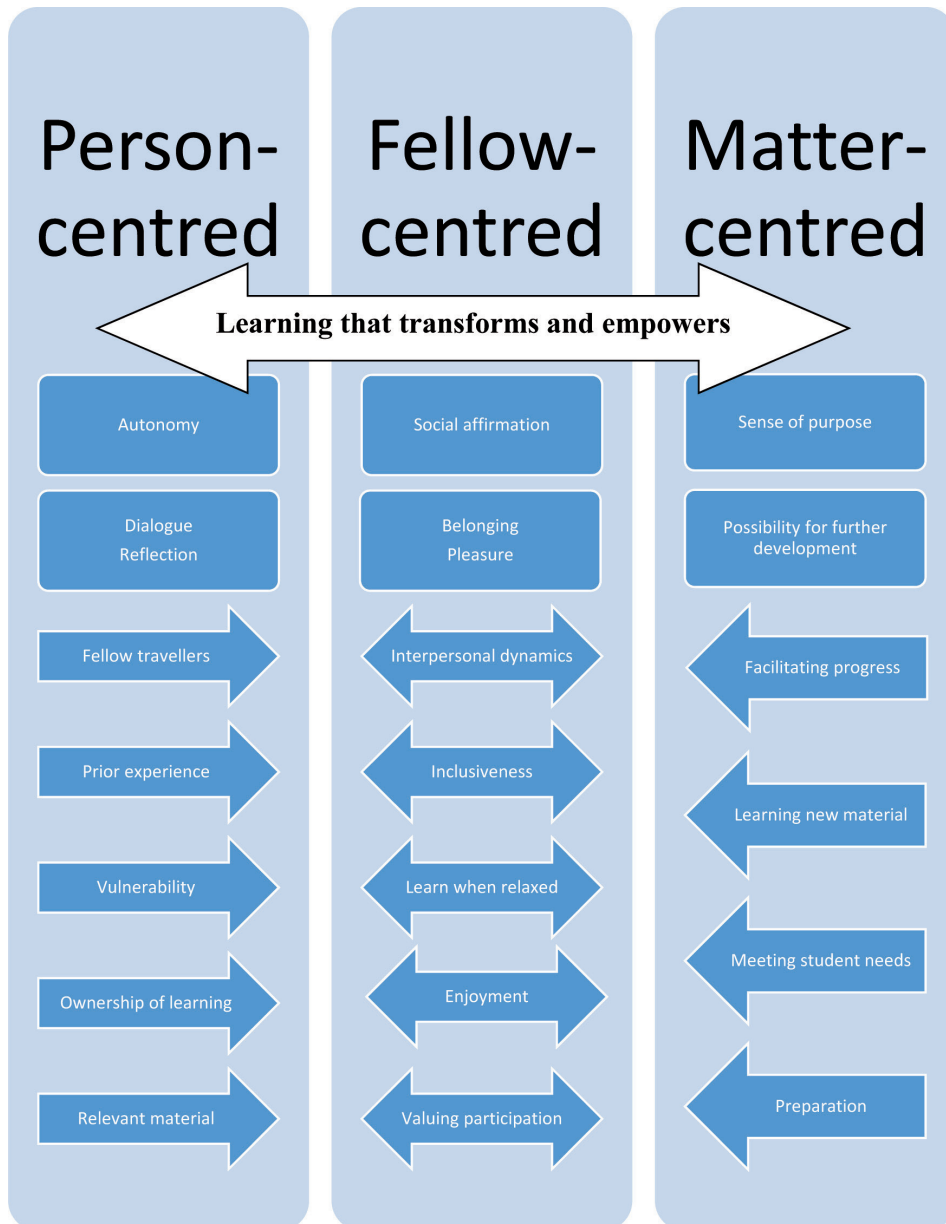 Person-
centred
Fellow-
centred
Matter-
centred
Learning that transforms and empowers
Autonomy
Dialogue
Reflection
Fellow travellers
Prior experience
Vulnerability
Ownership of learning
Relevant material
Social affirmation
Belonging
Pleasure
Interpersonal dynamics
Inclusiveness
Learn when relaxed
Enjoyment
Valuing participation
Sense of purpose
Possibility for further
development
Facilitating progress
Learning new material
Meeting student needs
Preparation